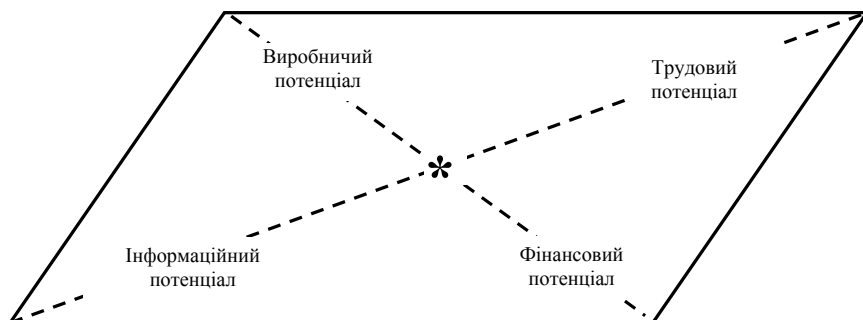 Виробничий
потенціал
Трудовий
потенціал
*
Інформаційний
потенціал
Фінансовий
потенціал